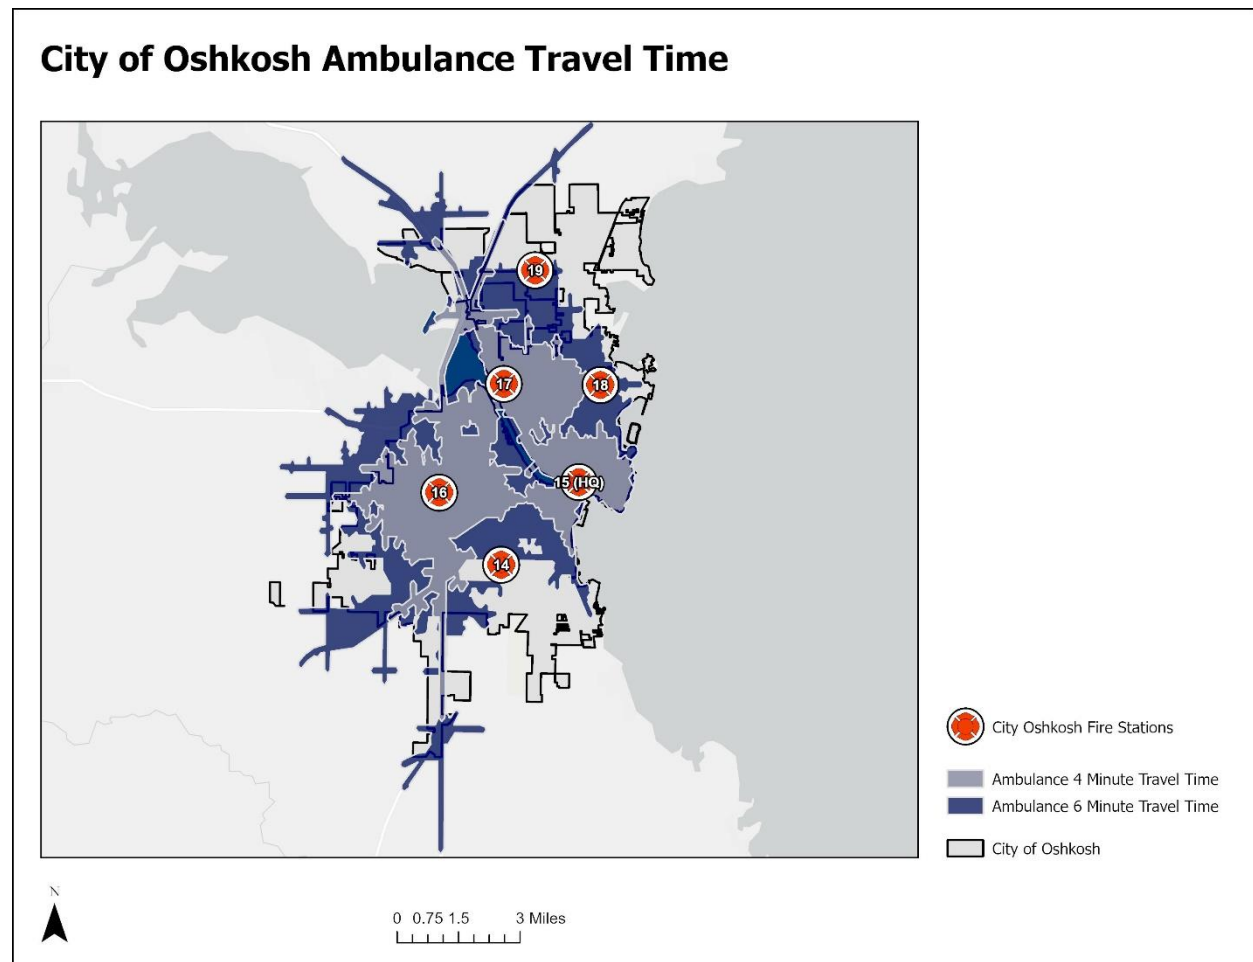 City of Oshkosh Ambulance Travel Time
19
17
18
15 (HQ)
16
14
City Oshkosh Fire Stations
Ambulance 4 Minute Travel Time
Ambulance 6 Minute Travel Time
City of Oshkosh
N
0 0.75 1.5 3 Miles